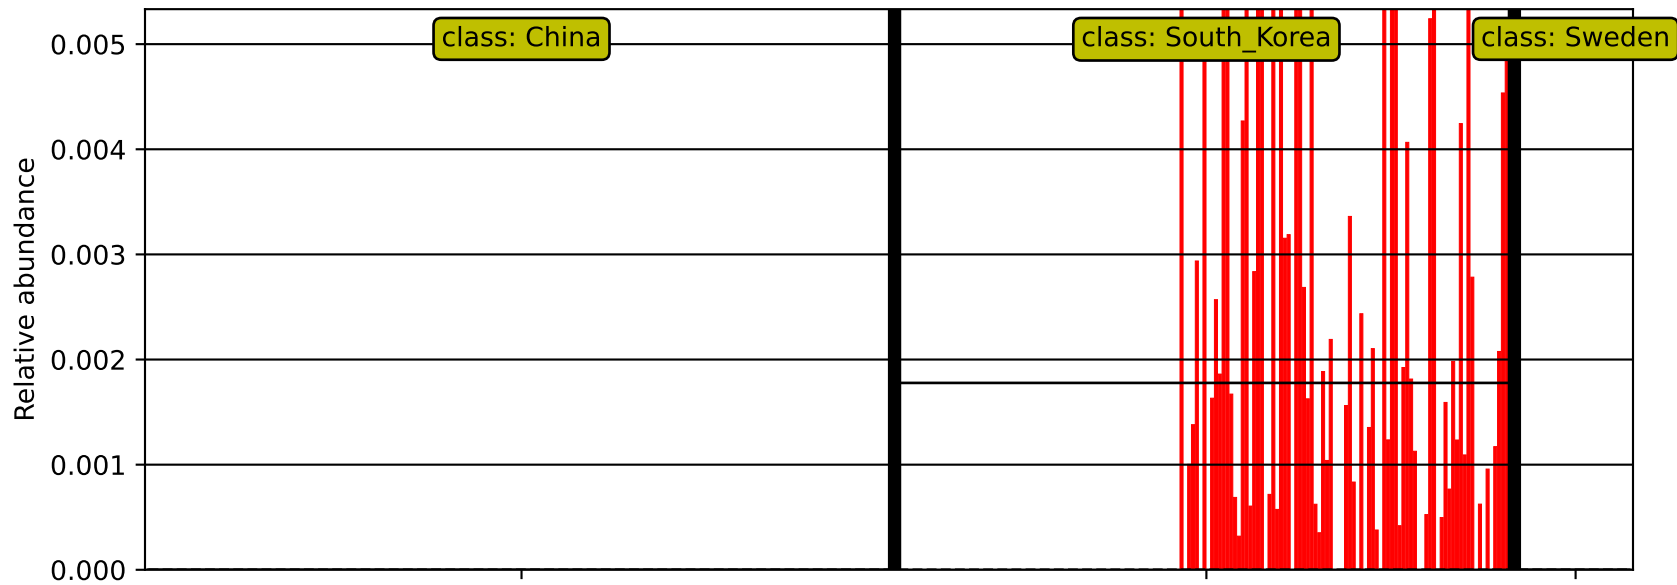 class: China
class: South_Korea
class: Sweden
0.005
0.004
0.003
0.002
0.001
0.000
Relative abundance